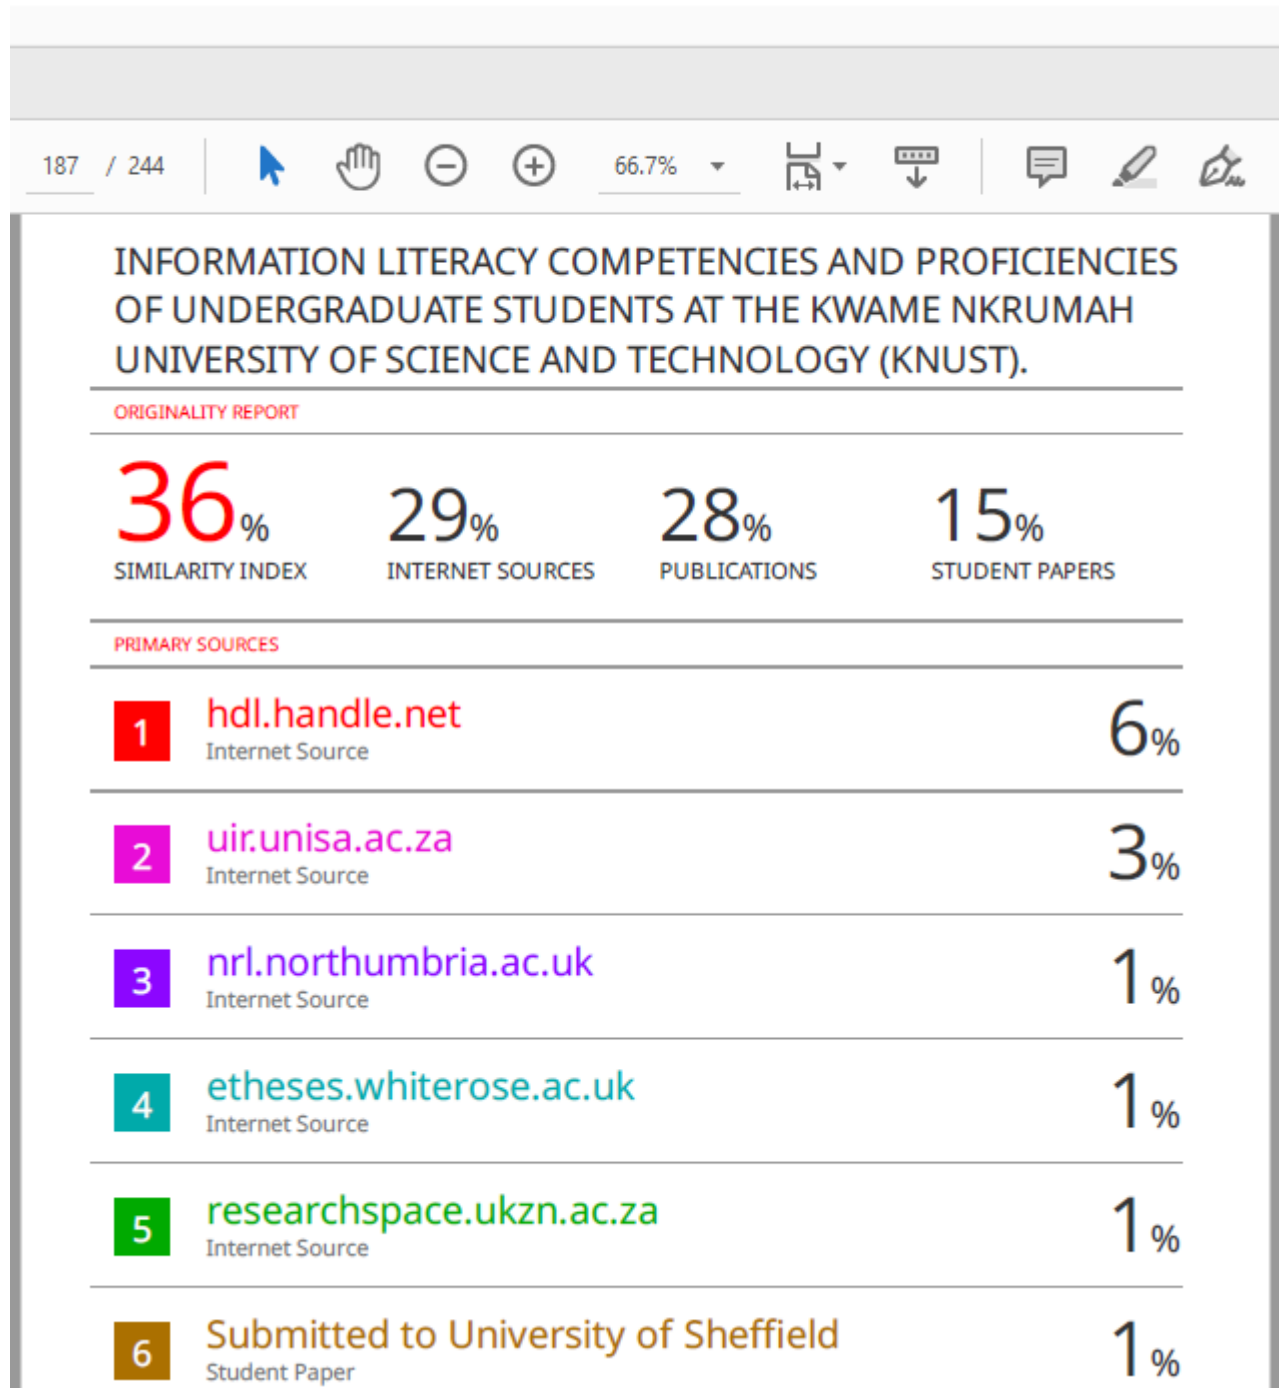 187 / 244 66.7%
INFORMATION LITERACY COMPETENCIES AND PROFICIENCIES
OF UNDERGRADUATE STUDENTS AT THE KWAME NKRUMAH
UNIVERSITY OF SCIENCE AND TECHNOLOGY (KNUST).
ORIGINALITY REPORT
36% 29% 28% 15%
SIMILARITY INDEX INTERNET SOURCES PUBLICATIONS STUDENT PAPERS
PRIMARY SOURCES
1 hdl.handle.net 6%
Internet Source
2 uir.unisa.ac.za 3%
Internet Source
3 nrl.northumbria.ac.uk 1%
Internet Source
4 etheses.whiterose.ac.uk 1%
Internet Source
5 researchspace.ukzn.ac.za 1%
Internet Source
6 Submitted to University of Sheffield 1%
Student Paper